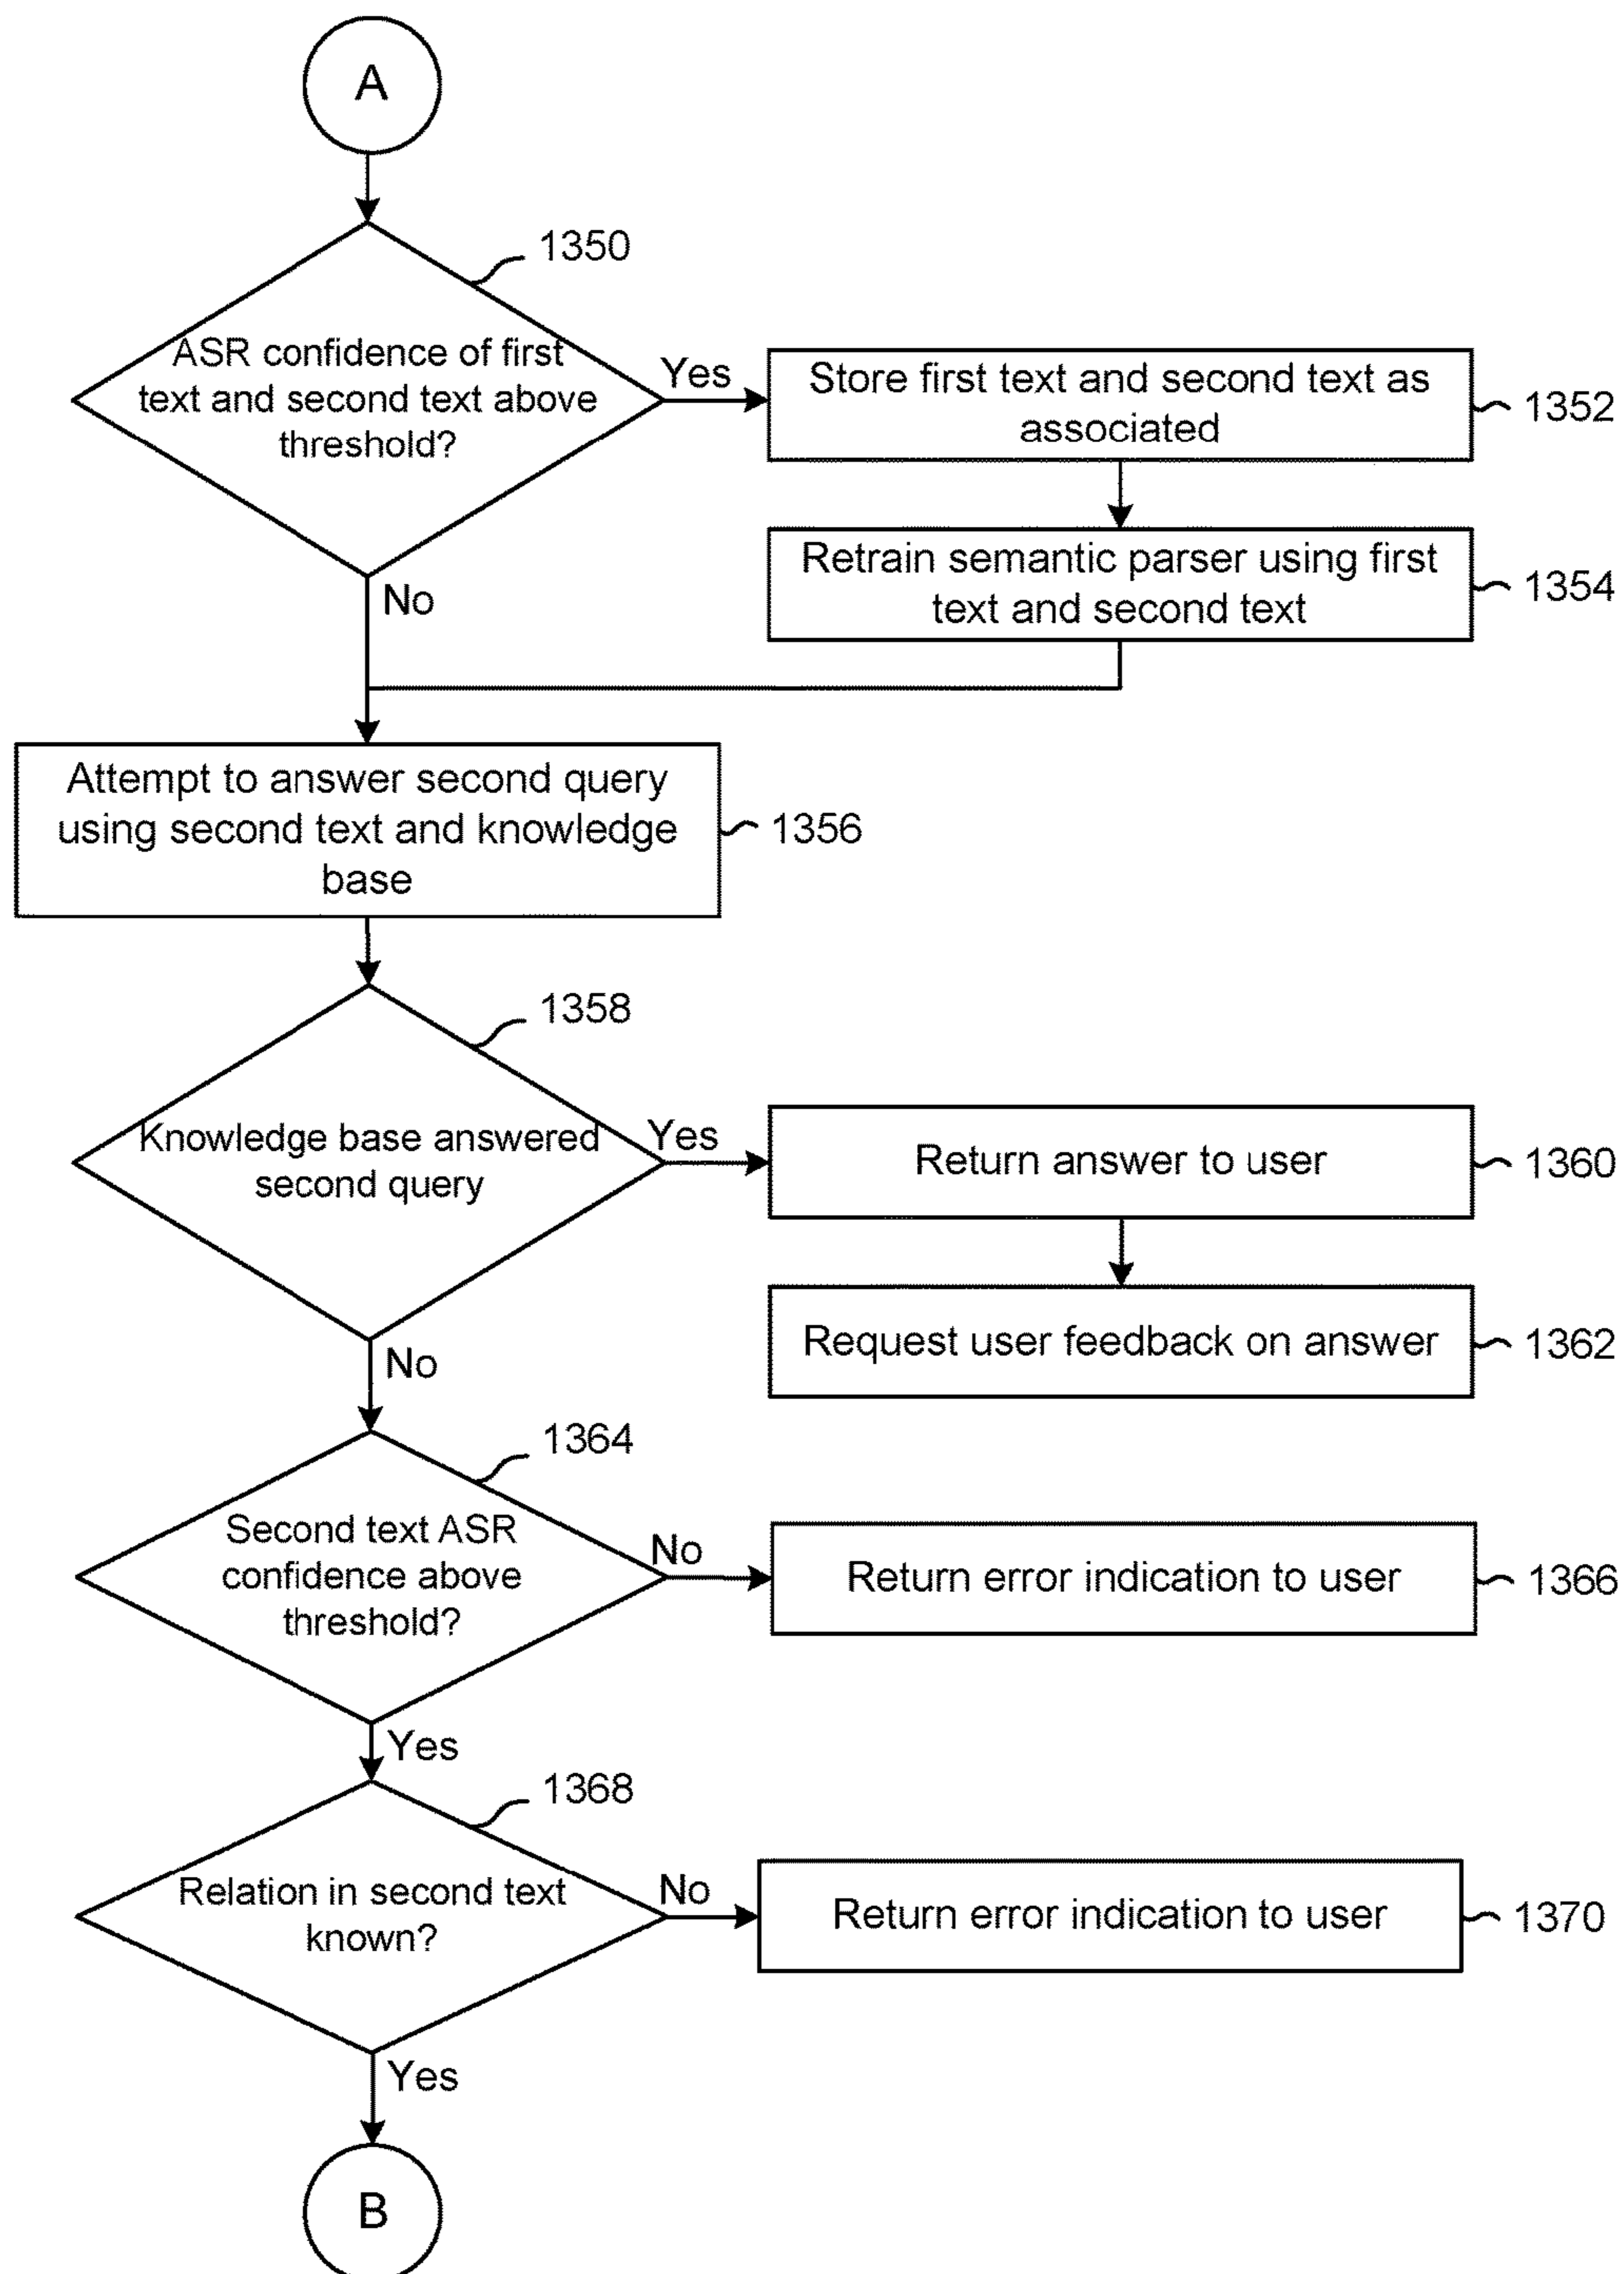 A
1350
ASR confidence of first
text and second text above
threshold?
Yes
Store first text and second text as
associated
1352
Retrain semantic parser using first
text and second text
1354
No
Attempt to answer second query
using second text and knowledge
base
1356
1358
Knowledge base answered
second query
Yes
Return answer to user
1360
Request user feedback on answer
1362
No
1364
Second text ASR
confidence above
threshold?
No
Return error indication to user
1366
Yes
1368
Relation in second text
known?
No
Return error indication to user
1370
Yes
B